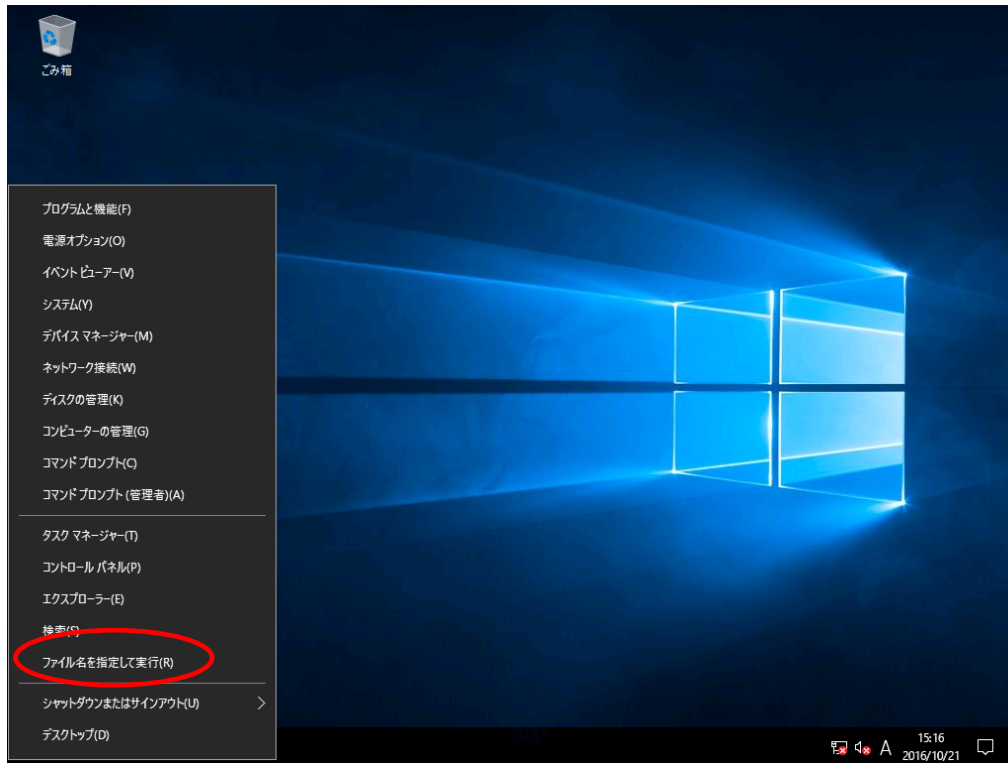 ごみ箱
プログラムと機能(F)
電源オプション(O)
イベント ビューアー(V)
システム(Y)
デバイス マネージャー(M)
ネットワーク接続(W)
ディスクの管理(K)
コンピューターの管理(G)
コマンド プロンプト(C)
コマンド プロンプト (管理者)(A)
タスク マネージャー(T)
コントロール パネル(P)
エクスプローラー(E)
検索(S)
ファイル名を指定して実行(R)
シャットダウンまたはサインアウト(U)
デスクトップ(D)
A
15:16
2016/10/21